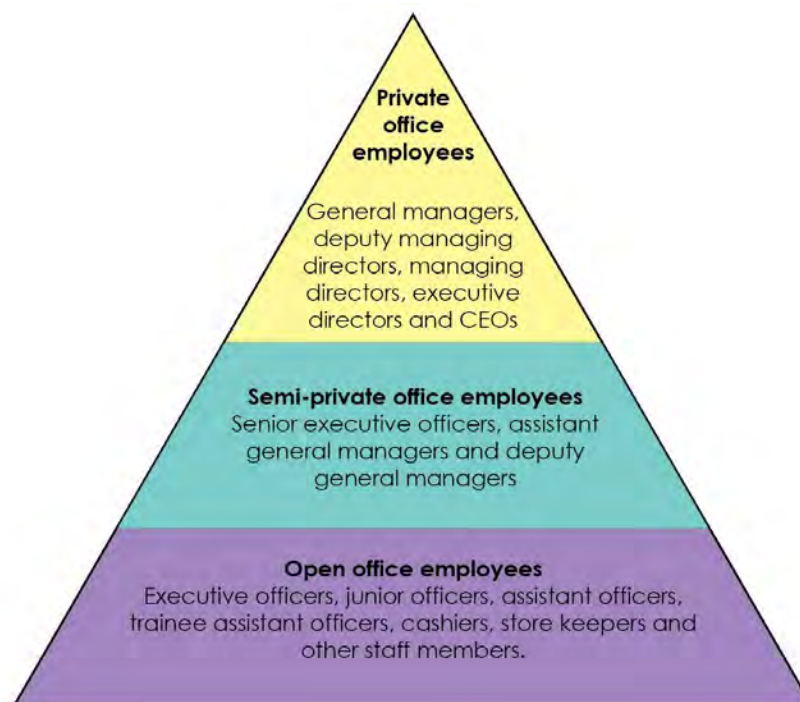 Private
office
employees
General managers,
deputy managing
directors, managing
directors, executive
directors and CEOs
Semi-private office employees
Senior executive officers, assistant
general managers and deputy
general managers
Open office employees
Executive officers, junior officers, assistant officers,
trainee assistant officers, cashiers, store keepers and
other staff members.